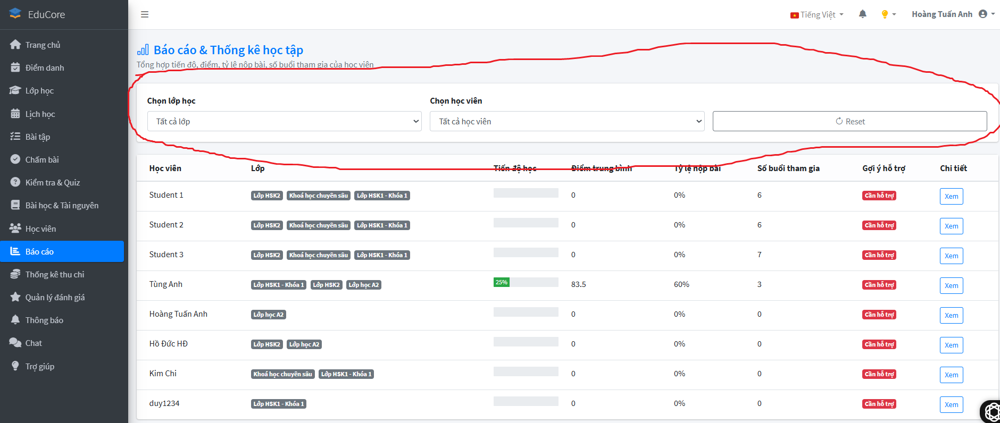 EduCore
Tiếng Việt
Hoàng Tuấn Anh
Trang chủ
Điểm danh
Lớp học
Lịch học
Bài tập
Chấm bài
Kiểm tra & Quiz
Bài học & Tài nguyên
Học viên
Báo cáo
Thống kê thu chi
Quản lý đánh giá
Thông báo
Chat
Trợ giúp
Báo cáo & Thống kê học tập
Tổng hợp tiến độ, điểm, tỷ lệ nộp bài, số buổi tham gia của học viên
Chọn lớp học Chọn học viên
Tất cả lớp Tất cả học viên Reset
Học viên Lớp Tiến độ học Điểm trung bình Tỷ lệ nộp bài Số buổi tham gia Gợi ý hỗ trợ Chi tiết
Student 1 Lớp HSK2 Khoá học chuyên sâu Lớp HSK1 - Khóa 1 0 0% 6 Cần hỗ trợ Xem
Student 2 Lớp HSK2 Khoá học chuyên sâu Lớp HSK1 - Khóa 1 0 0% 6 Cần hỗ trợ Xem
Student 3 Lớp HSK2 Khoá học chuyên sâu Lớp HSK1 - Khóa 1 0 0% 7 Cần hỗ trợ Xem
Tùng Anh Lớp HSK1 - Khóa 1 Lớp HSK2 Lớp học A2 25% 83.5 60% 3 Cần hỗ trợ Xem
Hoàng Tuấn Anh Lớp học A2 0 0% 0 Cần hỗ trợ Xem
Hồ Đức HĐ Lớp HSK2 Lớp học A2 0 0% 0 Cần hỗ trợ Xem
Kim Chi Khoá học chuyên sâu Lớp HSK1 - Khóa 1 0 0% 0 Cần hỗ trợ Xem
duy1234 Lớp HSK1 - Khóa 1 0 0% 0 Cần hỗ trợ Xem